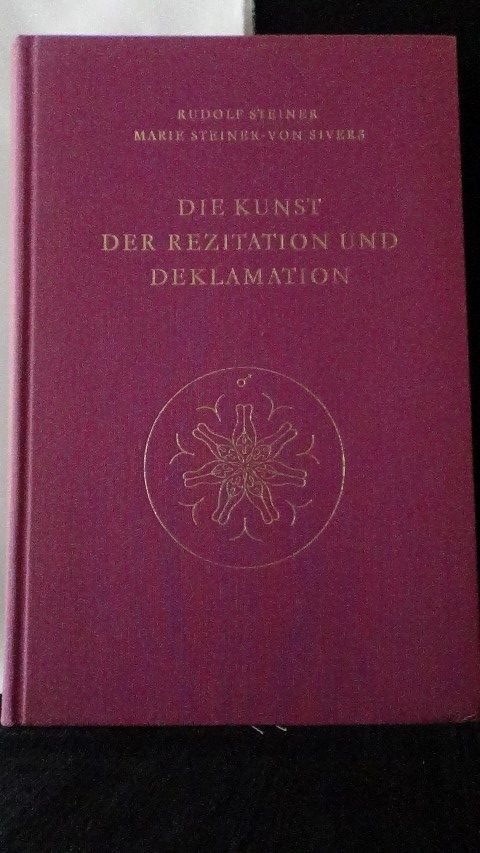 RUDOLF STEINER
MARIE STEINER-VON SIVERS
DIE KUNST
DER REZITATION UND
DEKLAMATION
♂